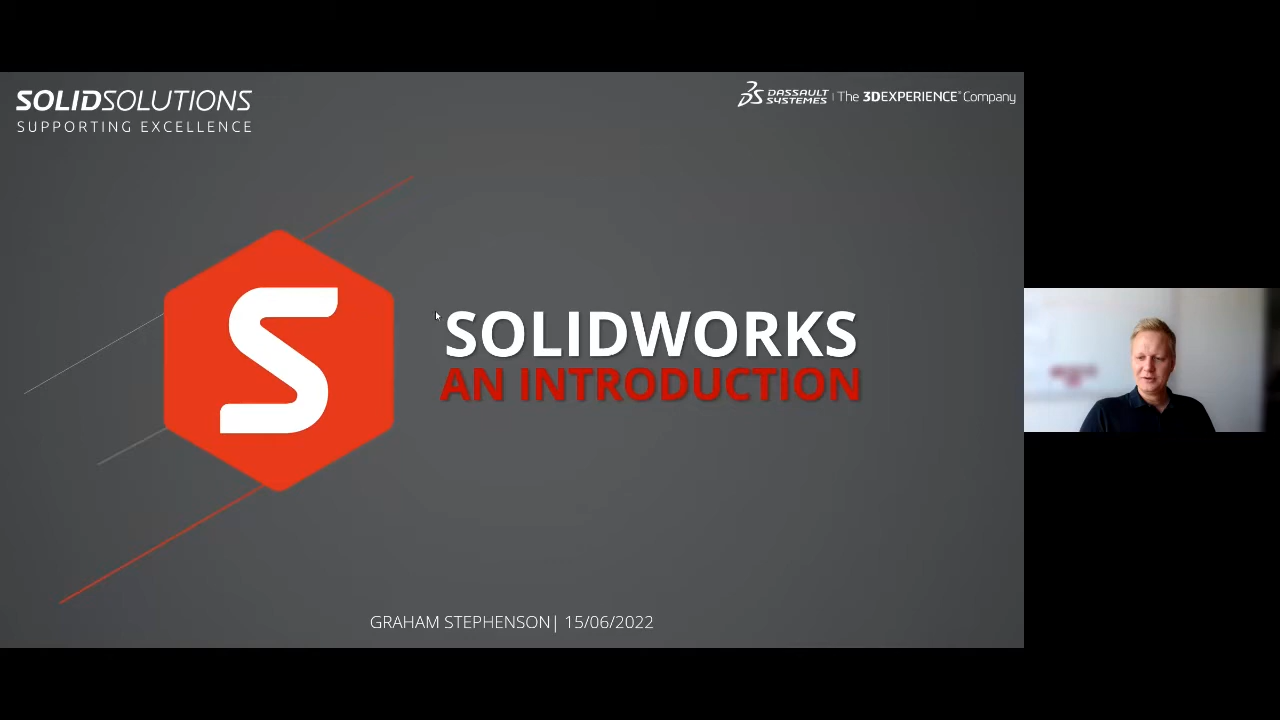 SOLIDSOLUTIONS
SUPPORTING EXCELLENCE
DASSAULT SYSTEMES | The 3DEXPERIENCE® Company
S
SOLIDWORKS
AN INTRODUCTION
GRAHAM STEPHENSON| 15/06/2022